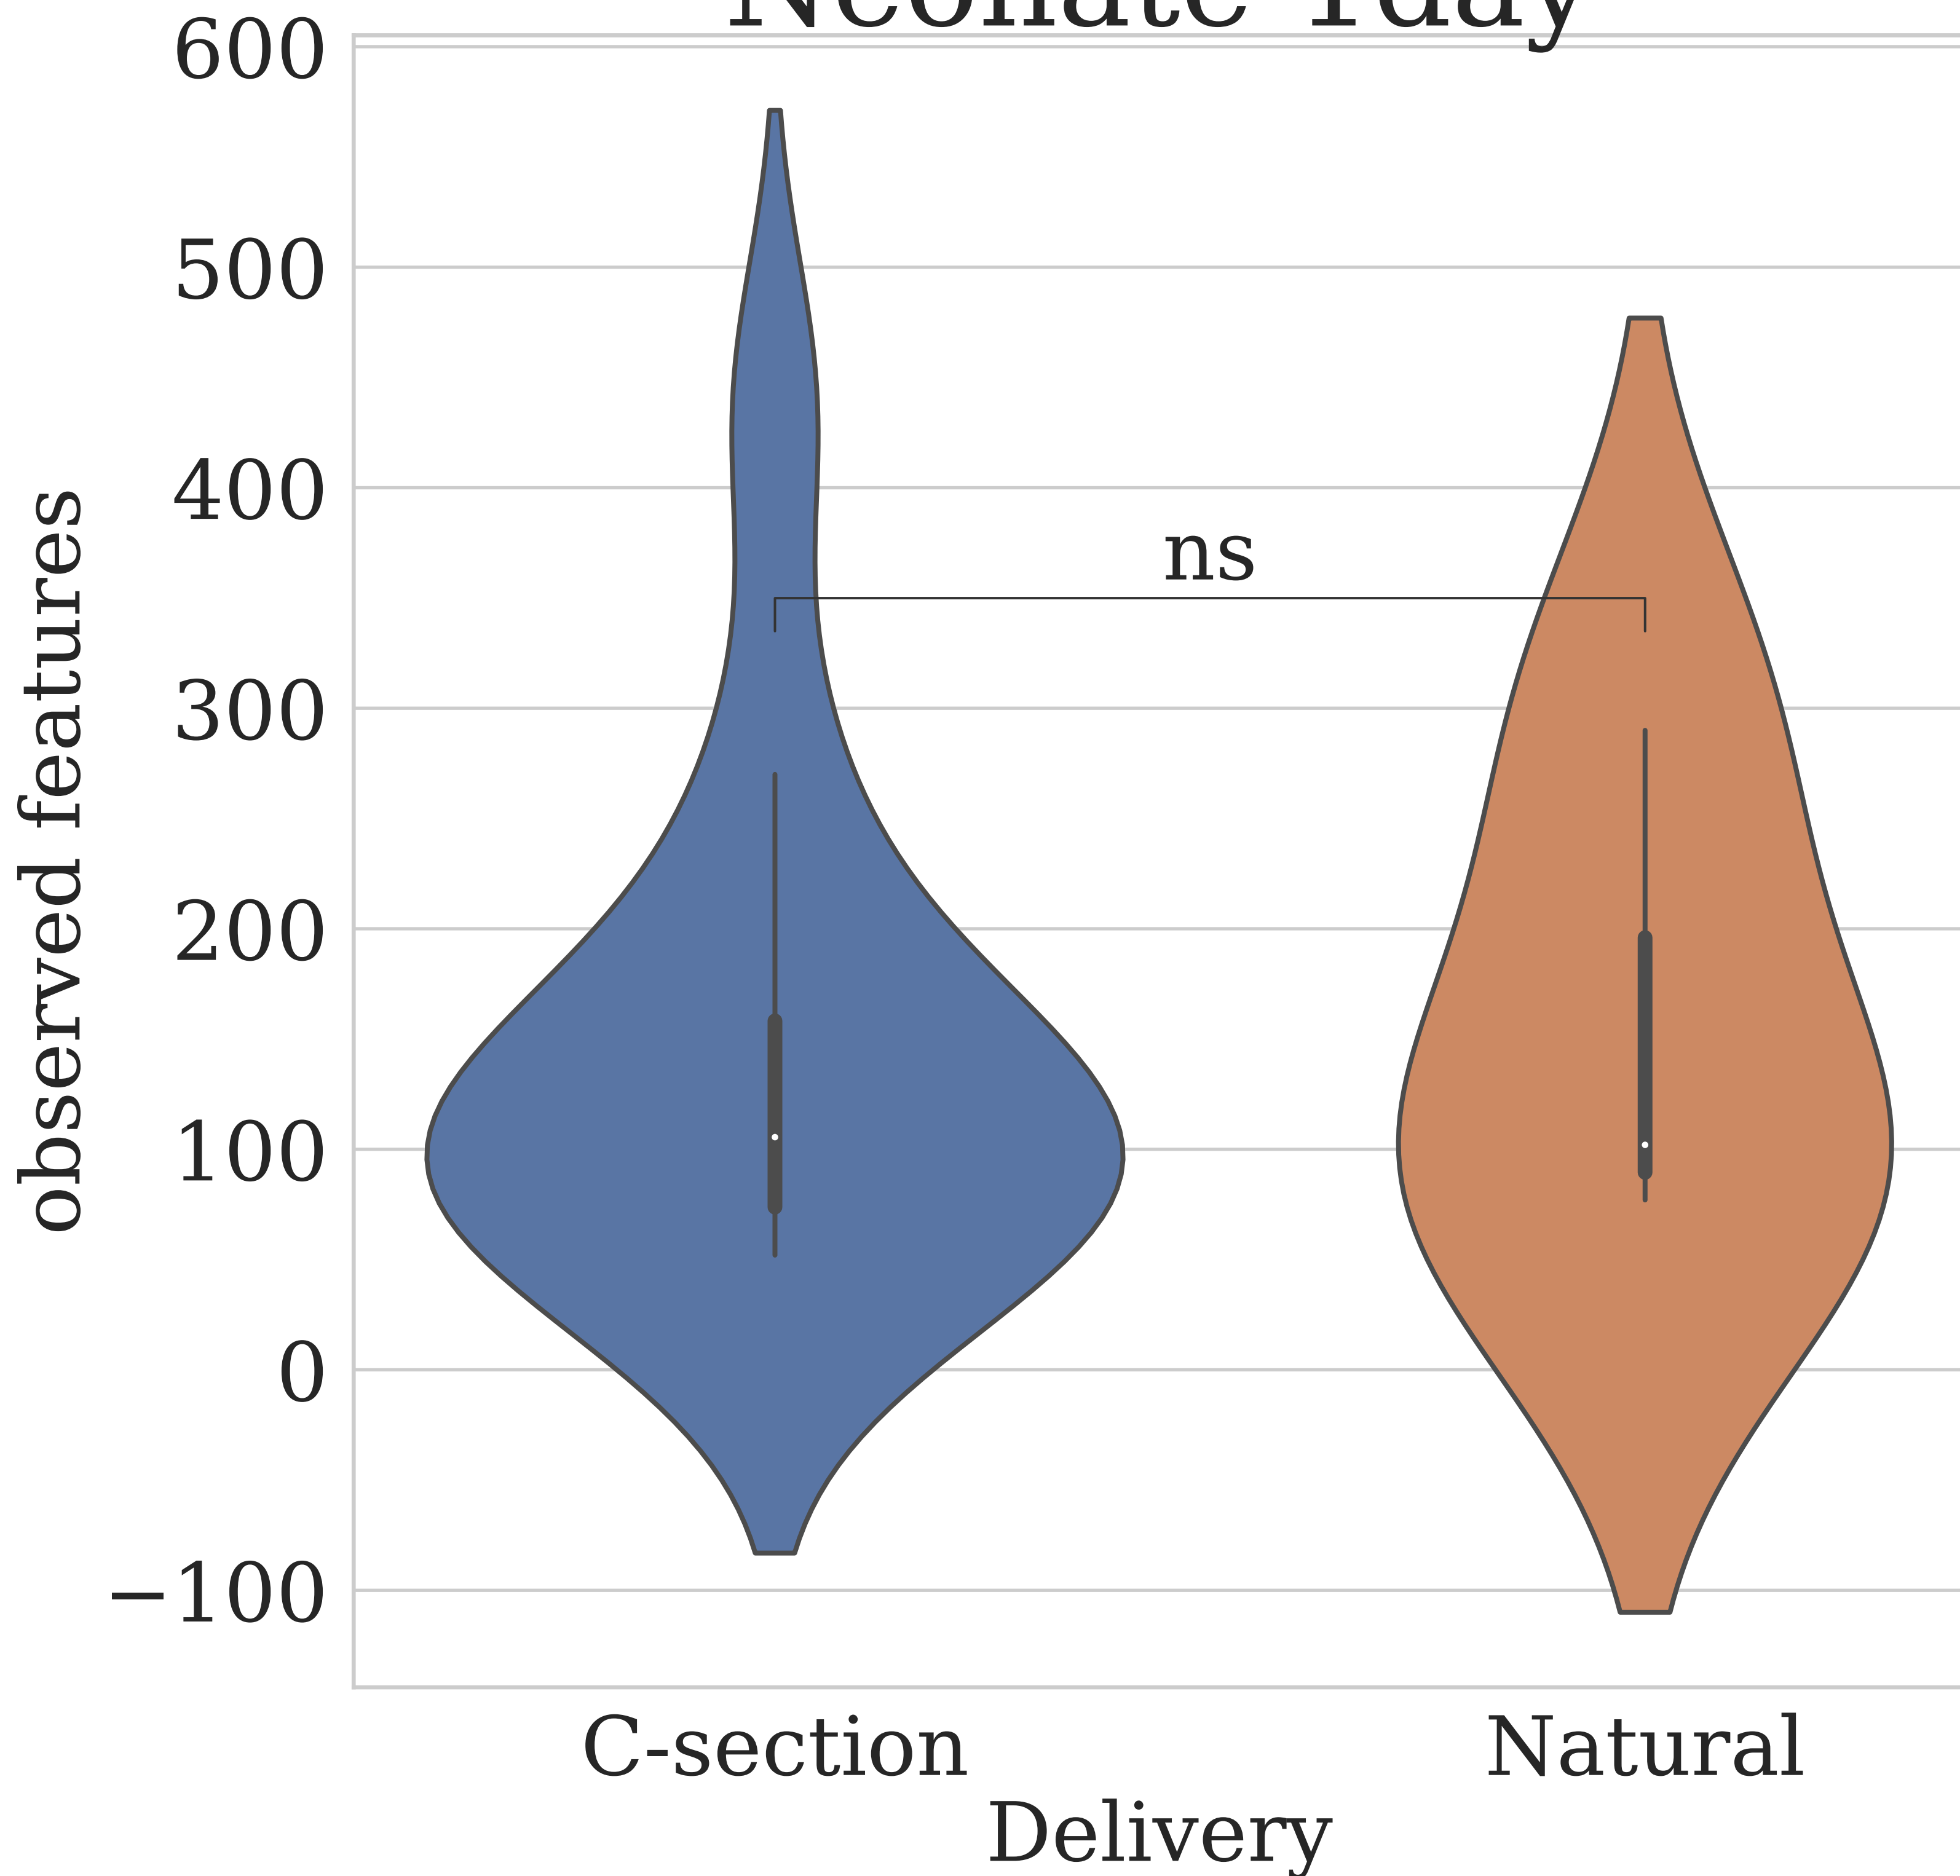 Neonate 1day
600
500
400
300
200
100
0
−100
observed features
ns
C-section
Natural
Delivery